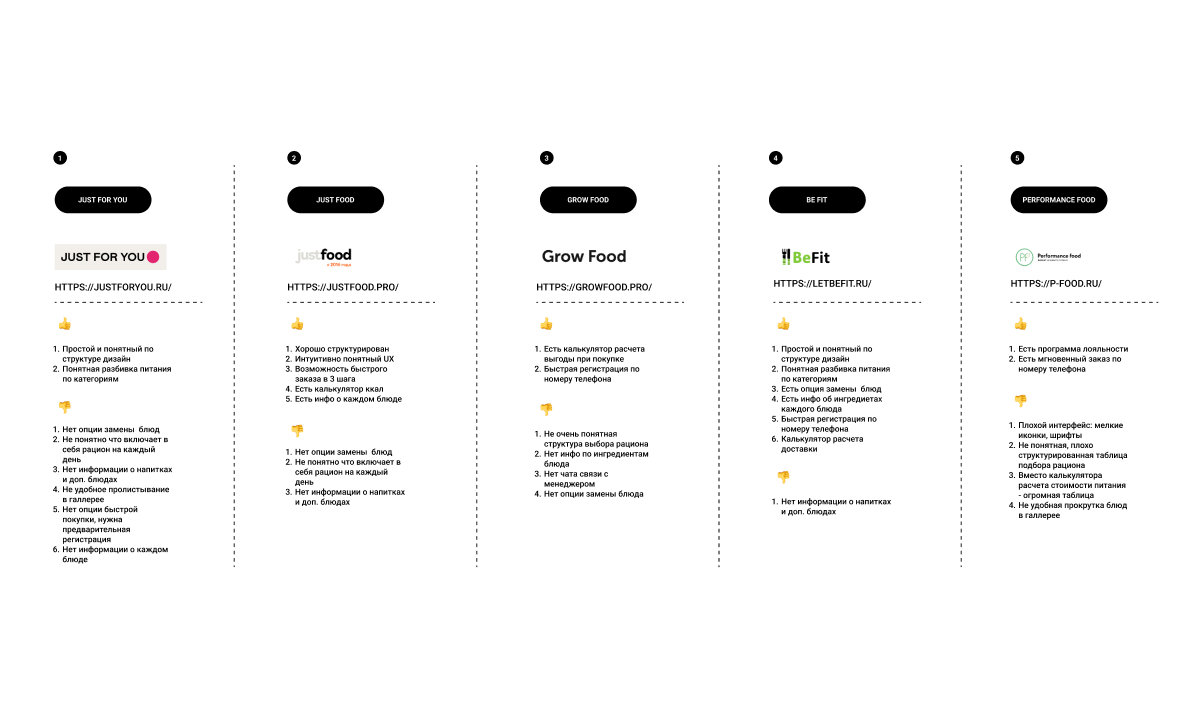 1
JUST FOR YOU
JUST FOR YOU
HTTPS://JUSTFORYOU.RU/
1. Простой и понятный по
структуре дизайн
2. Понятная разбивка питания
по категориям
1. Нет опции замены блюд
2. Не понятно что включает в
себя рацион на каждый
день
3. Нет информации о напитках
и доп. блюдах
4. Не удобное пролистывание
в галлерее
5. Нет опции быстрой
покупки, нужна
предварительная
регистрация
6. Нет информации о каждом
блюде
2
JUST FOOD
justfood
с 2014 года
HTTPS://JUSTFOOD.PRO/
1. Хорошо структурирован
2. Интуитивно понятный UX
3. Возможность быстрого
заказа в 3 шага
4. Есть калькулятор ккал
5. Есть инфо о каждом блюде
1. Нет опции замены блюд
2. Не понятно что включает в
себя рацион на каждый
день
3. Нет информации о напитках
и доп. блюдах
3
GROW FOOD
Grow Food
HTTPS://GROWFOOD.PRO/
1. Есть калькулятор расчета
выгоды при покупке
2. Быстрая регистрация по
номеру телефона
1. Не очень понятная
структура выбора рациона
2. Нет инфо по ингредиентам
блюда
3. Нет чата связи с
менеджером
4. Нет опции замены блюда
4
BE FIT
BeFit
HTTPS://LETBEFIT.RU/
1. Простой и понятный по
структуре дизайн
2. Понятная разбивка питания
по категориям
3. Есть опция замены блюд
4. Есть инфо об ингредиетах
каждого блюда
5. Быстрая регистрация по
номеру телефона
6. Калькулятор расчета
доставки
1. Нет информации о напитках
и доп. блюдах
5
PERFORMANCE FOOD
PF
Performance food
HTTPS://P-FOOD.RU/
1. Есть программа лояльности
2. Есть мгновенный заказ по
номеру телефона
1. Плохой интерфейс: мелкие
иконки, шрифты
2. Не понятная, плохо
структурированная таблица
подбора рациона
3. Вместо калькулятора
расчета стоимости питания
- огромная таблица
4. Не удобная прокрутка блюд
в галлерее